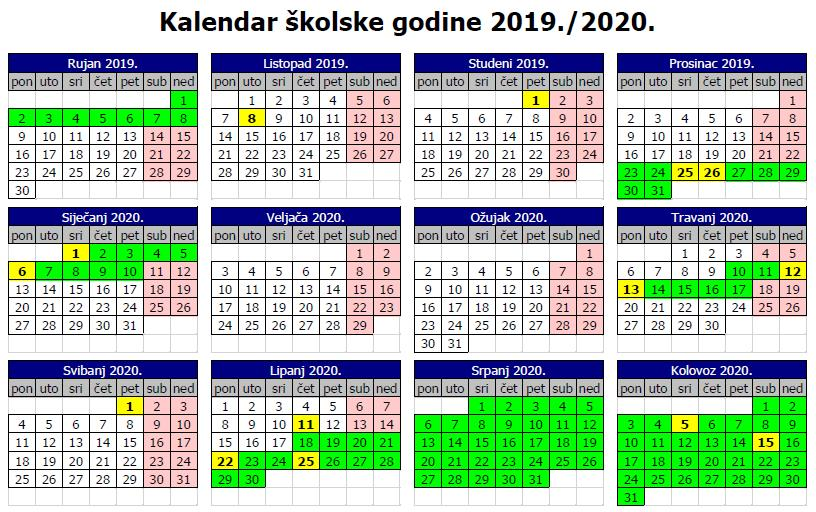 Kalendar školske godine 2019./2020.
Rujan 2019.
pon uto sri čet pet sub ned
1
2 3 4 5 6 7 8
9 10 11 12 13 14 15
16 17 18 19 20 21 22
23 24 25 26 27 28 29
30
Listopad 2019.
pon uto sri čet pet sub ned
1 2 3 4 5 6
7 8 9 10 11 12 13
14 15 16 17 18 19 20
21 22 23 24 25 26 27
28 29 30 31
Studeni 2019.
pon uto sri čet pet sub ned
1 2 3
4 5 6 7 8 9 10
11 12 13 14 15 16 17
18 19 20 21 22 23 24
25 26 27 28 29 30
Prosinac 2019.
pon uto sri čet pet sub ned
1
2 3 4 5 6 7 8
9 10 11 12 13 14 15
16 17 18 19 20 21 22
23 24 25 26 27 28 29
30 31
Siječanj 2020.
pon uto sri čet pet sub ned
1 2 3 4 5
6 7 8 9 10 11 12
13 14 15 16 17 18 19
20 21 22 23 24 25 26
27 28 29 30 31
Veljača 2020.
pon uto sri čet pet sub ned
1 2
3 4 5 6 7 8 9
10 11 12 13 14 15 16
17 18 19 20 21 22 23
24 25 26 27 28 29
Ožujak 2020.
pon uto sri čet pet sub ned
1
2 3 4 5 6 7 8
9 10 11 12 13 14 15
16 17 18 19 20 21 22
23 24 25 26 27 28 29
30 31
Travanj 2020.
pon uto sri čet pet sub ned
1 2 3 4 5
6 7 8 9 10 11 12
13 14 15 16 17 18 19
20 21 22 23 24 25 26
27 28 29 30
Svibanj 2020.
pon uto sri čet pet sub ned
1 2 3
4 5 6 7 8 9 10
11 12 13 14 15 16 17
18 19 20 21 22 23 24
25 26 27 28 29 30 31
Lipanj 2020.
pon uto sri čet pet sub ned
1 2 3 4 5 6 7
8 9 10 11 12 13 14
15 16 17 18 19 20 21
22 23 24 25 26 27 28
29 30
Srpanj 2020.
pon uto sri čet pet sub ned
1 2 3 4 5
6 7 8 9 10 11 12
13 14 15 16 17 18 19
20 21 22 23 24 25 26
27 28 29 30 31
Kolovoz 2020.
pon uto sri čet pet sub ned
1 2
3 4 5 6 7 8 9
10 11 12 13 14 15 16
17 18 19 20 21 22 23
24 25 26 27 28 29 30
31